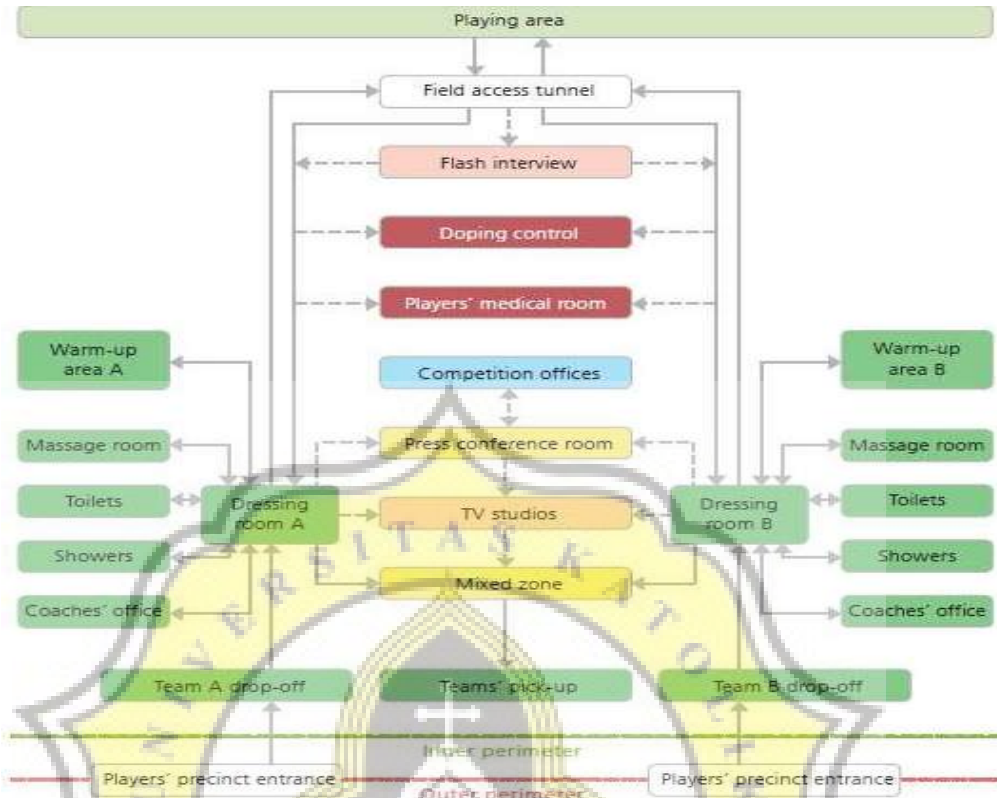 Playing area
Field access tunnel
Flash interview
Doping control
Players' medical room
Warm-up
area A
Competition offices
Warm-up
area B
Massage room
Press conference room
Massage room
Toilets
Dressing
room A
TV studios
Dressing
room B
Toilets
Showers
Mixed zone
Showers
Coaches' office
Coaches' office
Team A drop-off
Teams' pick-up
Team B drop-off
Inner perimeter
Players' precinct entrance
Players' precinct entrance
Outer perimeter